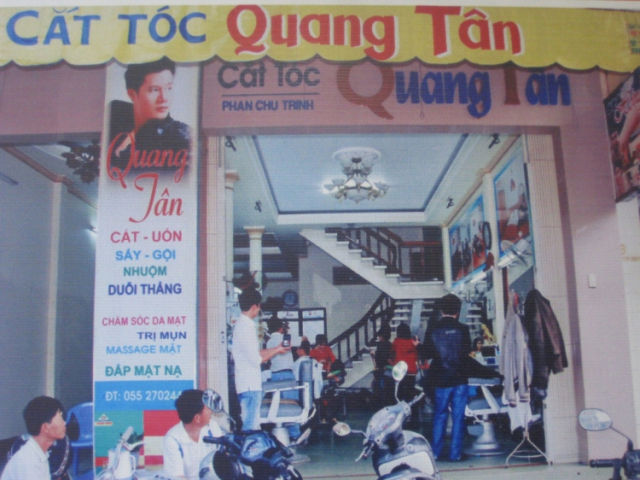 CẮT TÓC Quang Tân
Cắt Tóc Quang Tân
PHAN CHU TRINH
Quang
Tân
CẮT - UỐN
SẤY - GỘI
NHUỘM
DUỖI THẲNG
CHĂM SÓC DA MẶT
TRỊ MỤN
MASSAGE MẶT
ĐẮP MẶT NẠ
ĐT: 055 27024